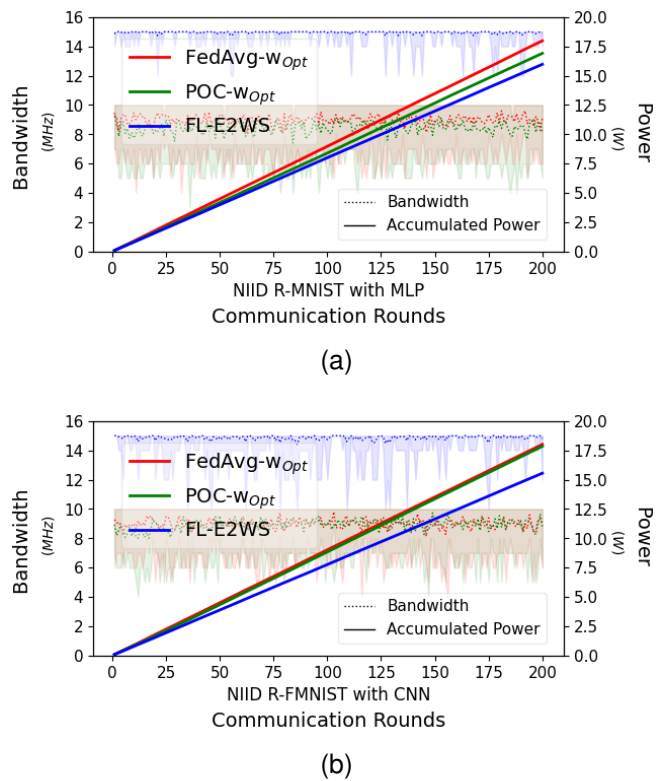 16
14
12
10
8
6
4
2
0
Bandwidth
(MHz)
FedAvg-wOpt
POC-wOpt
FL-E2WS
Bandwidth
Accumulated Power
20.0
17.5
15.0
12.5
10.0
7.5
5.0
2.5
0.0
Power
(W)
0 25 50 75 100 125 150 175 200
NIID R-MNIST with MLP
Communication Rounds
(a)
16
14
12
10
8
6
4
2
0
Bandwidth
(MHz)
FedAvg-wOpt
POC-wOpt
FL-E2WS
Bandwidth
Accumulated Power
20.0
17.5
15.0
12.5
10.0
7.5
5.0
2.5
0.0
Power
(W)
0 25 50 75 100 125 150 175 200
NIID R-FMNIST with CNN
Communication Rounds
(b)